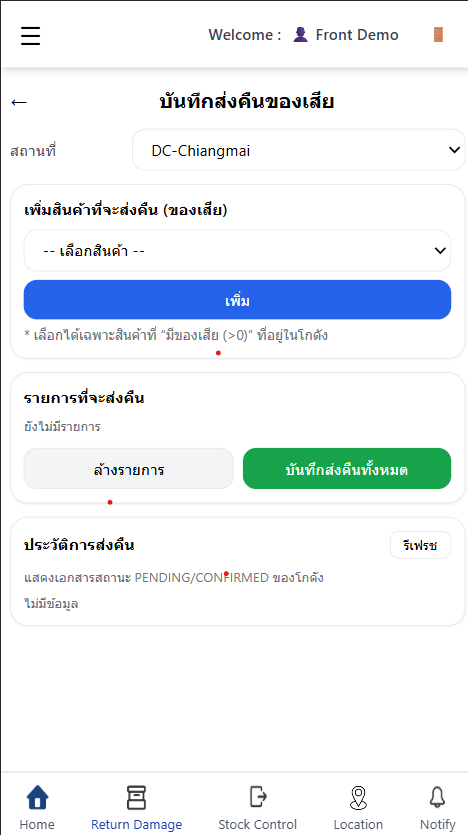 Welcome : Front Demo
← บันทึกส่งคืนของเสีย
สถานที่ DC-Chiangmai
เพิ่มสินค้าที่จะส่งคืน (ของเสีย)
-- เลือกสินค้า --
เพิ่ม
* เลือกได้เฉพาะสินค้าที่ “มีของเสีย (>0)” ที่อยู่ในโกดัง
รายการที่จะส่งคืน
ยังไม่มีรายการ
ล้างรายการ บันทึกส่งคืนทั้งหมด
ประวัติการส่งคืน รีเฟรช
แสดงเอกสารสถานะ PENDING/CONFIRMED ของโกดัง
ไม่มีข้อมูล
Home Return Damage Stock Control Location Notify